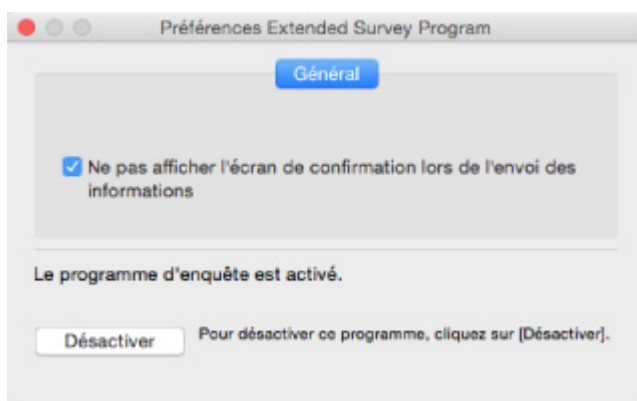 Préférences Extended Survey Program
Général
Ne pas afficher l'écran de confirmation lors de l'envoi des
informations
Le programme d'enquête est activé.
Désactiver
Pour désactiver ce programme, cliquez sur [Désactiver].